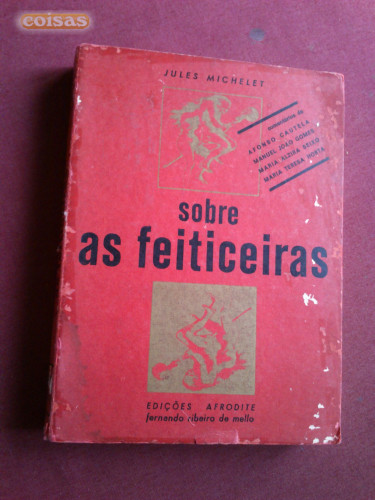 coisas
JULES MICHELET
comentários de
AFONSO CAUTELA
MANUEL JOÃO GOMES
MARIA ALZIRA SEIXO
MARIA TERESA HORTA
sobre
as feiticeiras
EDIÇÕES AFRODITE
fernando ribeiro de mello